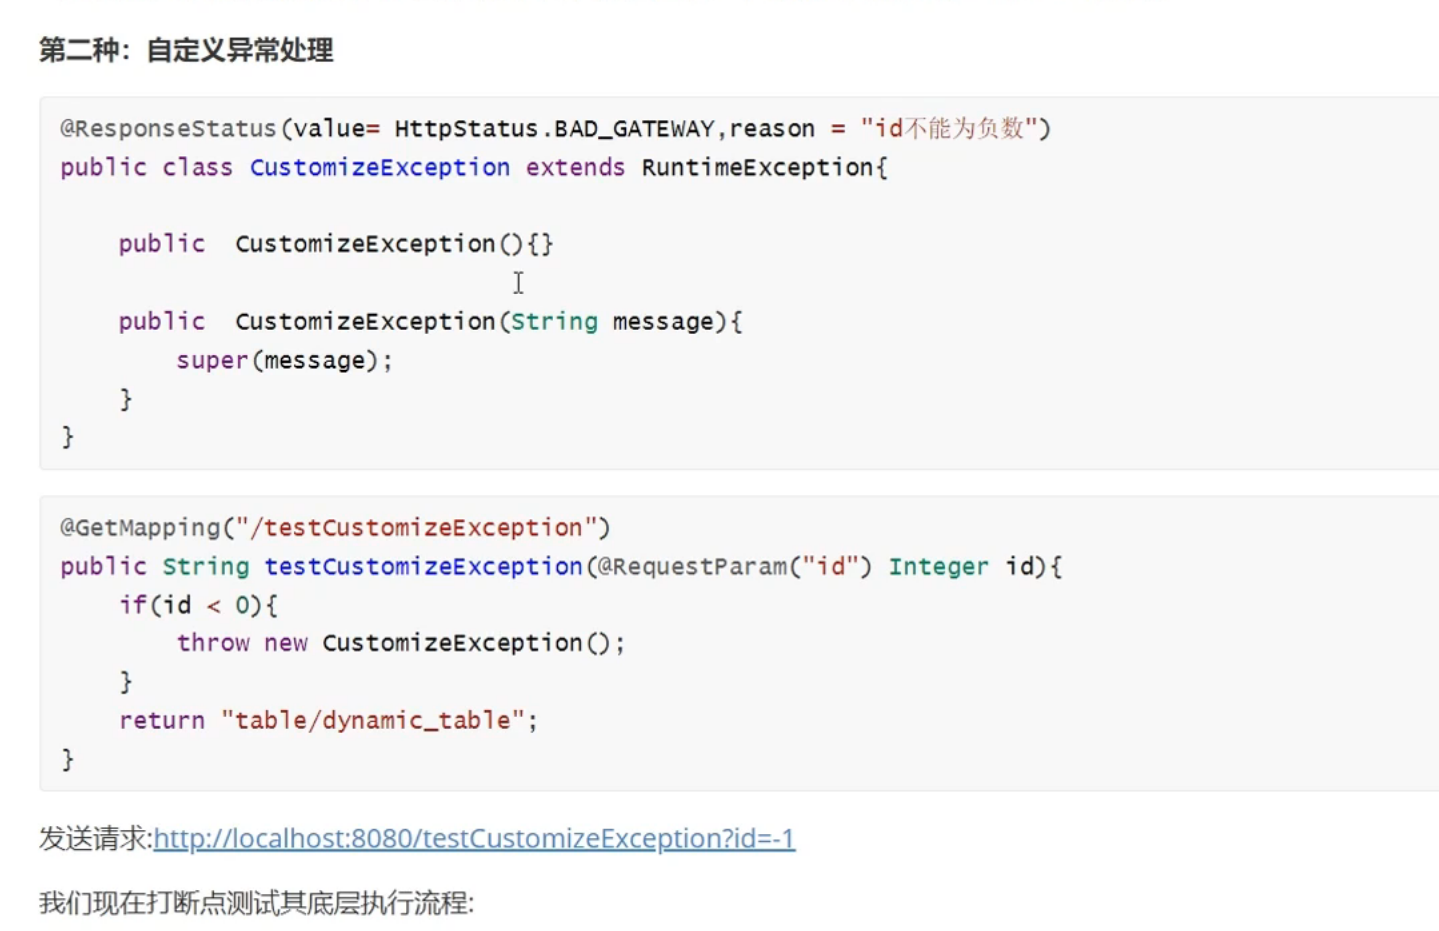 第二种：自定义异常处理
@ResponseStatus(value= HttpStatus.BAD_GATEWAY,reason = "id不能为负数")
public class CustomizeException extends RuntimeException{
    public  CustomizeException(){}
    public  CustomizeException(String message){
        super(message);
    }
}
@GetMapping("/testCustomizeException")
public String testCustomizeException(@RequestParam("id") Integer id){
    if(id < 0){
        throw new CustomizeException();
    }
    return "table/dynamic_table";
}
发送请求:http://localhost:8080/testCustomizeException?id=-1
我们现在打断点测试其底层执行流程: